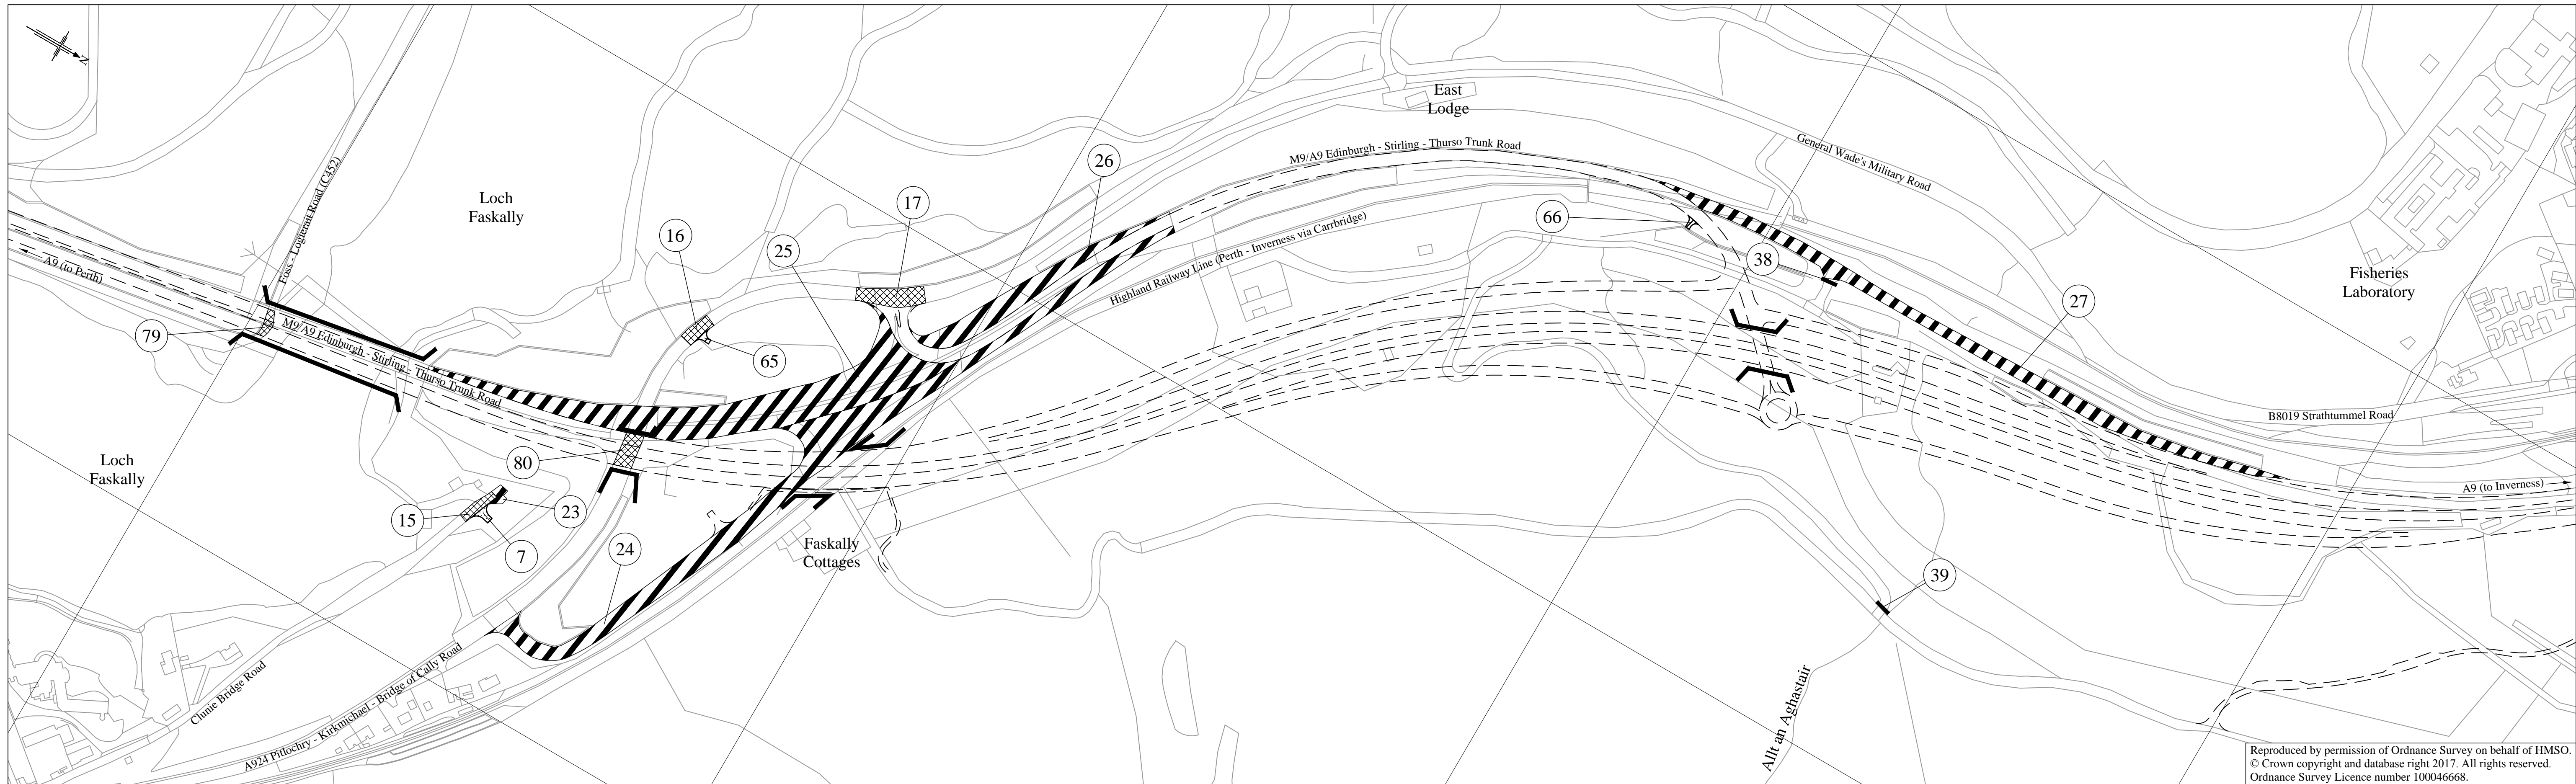 N
East
Lodge
General Wade's Military Road
M9/A9 Edinburgh - Stirling - Thurso Trunk Road
26
Foss - Logierait Road (C452)
Loch
Faskally
17
66
16
25
Highland Railway Line (Perth - Inverness via Carrbridge)
38
A9 (to Perth)
Fisheries
Laboratory
27
79
M9/A9 Edinburgh - Stirling - Thurso Trunk Road
65
B8019 Strathtummel Road
Loch
Faskally
80
A9 (to Inverness)
15
23
7
24
Faskally
Cottages
39
Clunie Bridge Road
A924 Pitlochry - Kirkmichael - Bridge of Cally Road
Allt an Aghastair
Reproduced by permission of Ordnance Survey on behalf of HMSO.
© Crown copyright and database right 2017. All rights reserved.
Ordnance Survey Licence number 100046668.